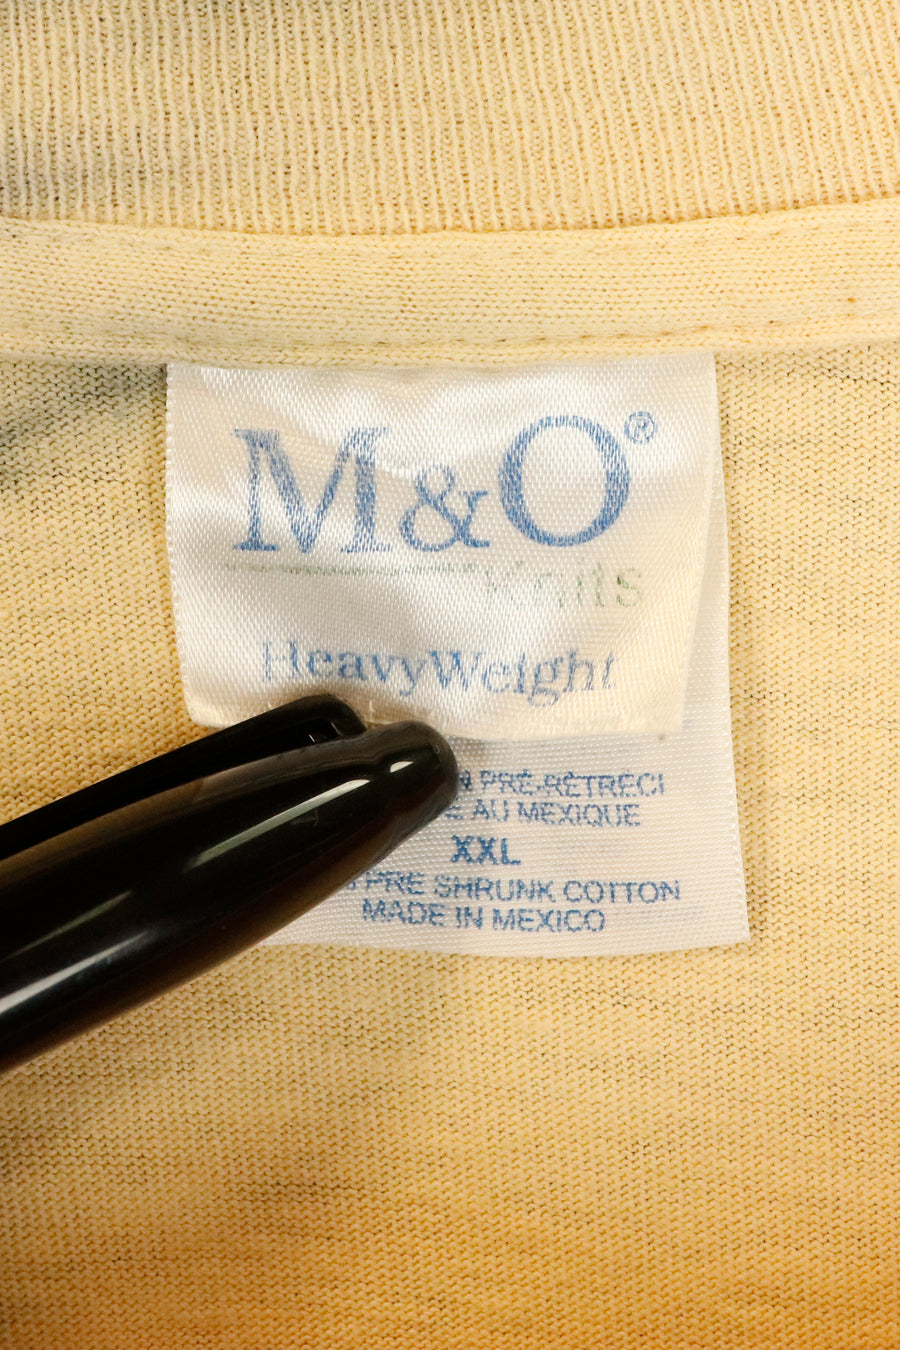 M&O®
Knits
HeavyWeight
PRÉ-RÉTRÉCI
AU MEXIQUE
XXL
PRE SHRUNK COTTON
MADE IN MEXICO